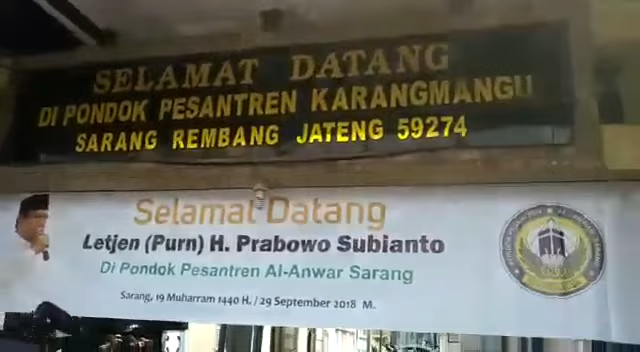 SELAMAT DATANG
DI PONDOK PESANTREN KARANGMANGU
SARANG REMBANG JATENG 59274
Selamat Datang
Letjen (Purn) H. Prabowo Subianto
Di Pondok Pesantren Al-Anwar Sarang
Sarang, 19 Muharram 1440 H. / 29 September 2018 M.